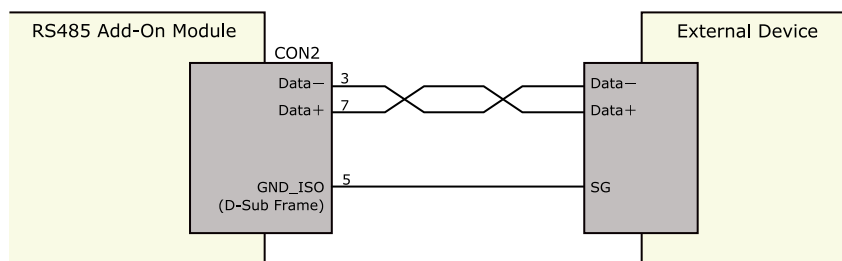 RS485 Add-On Module
External Device
CON2
Data− 3 Data−
Data+ 7 Data+
GND_ISO 5 SG
(D-Sub Frame)